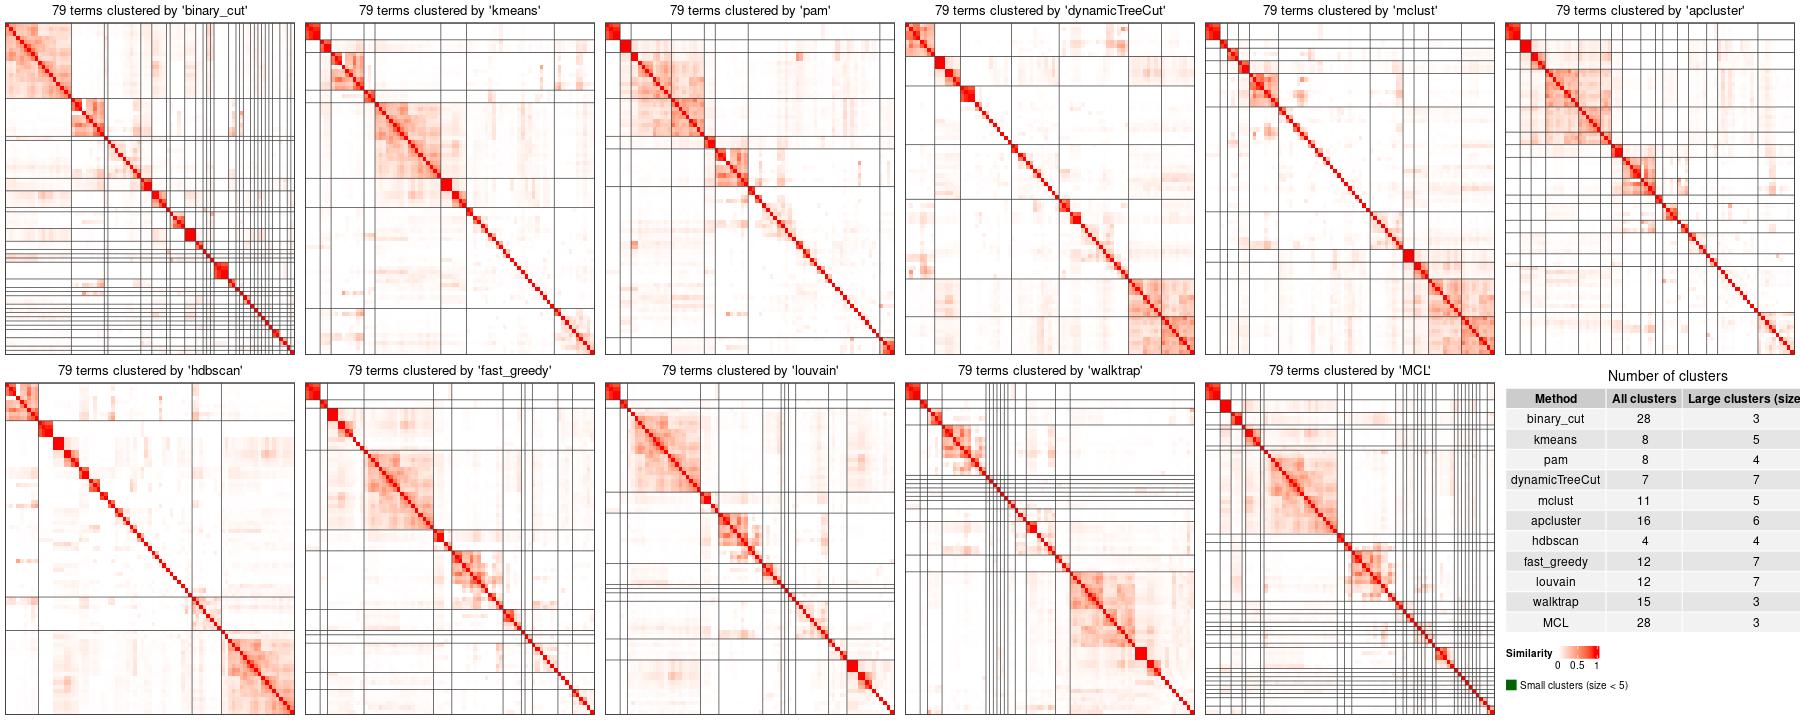 79 terms clustered by 'binary_cut'
79 terms clustered by 'kmeans'
79 terms clustered by 'pam'
79 terms clustered by 'dynamicTreeCut'
79 terms clustered by 'mclust'
79 terms clustered by 'apcluster'
79 terms clustered by 'hdbscan'
79 terms clustered by 'fast_greedy'
79 terms clustered by 'louvain'
79 terms clustered by 'walktrap'
79 terms clustered by 'MCL'
Number of clusters
Method All clusters Large clusters (size
binary_cut 28 3
kmeans 8 5
pam 8 4
dynamicTreeCut 7 7
mclust 11 5
apcluster 16 6
hdbscan 4 4
fast_greedy 12 7
louvain 12 7
walktrap 15 3
MCL 28 3
Similarity
0 0.5 1
Small clusters (size < 5)